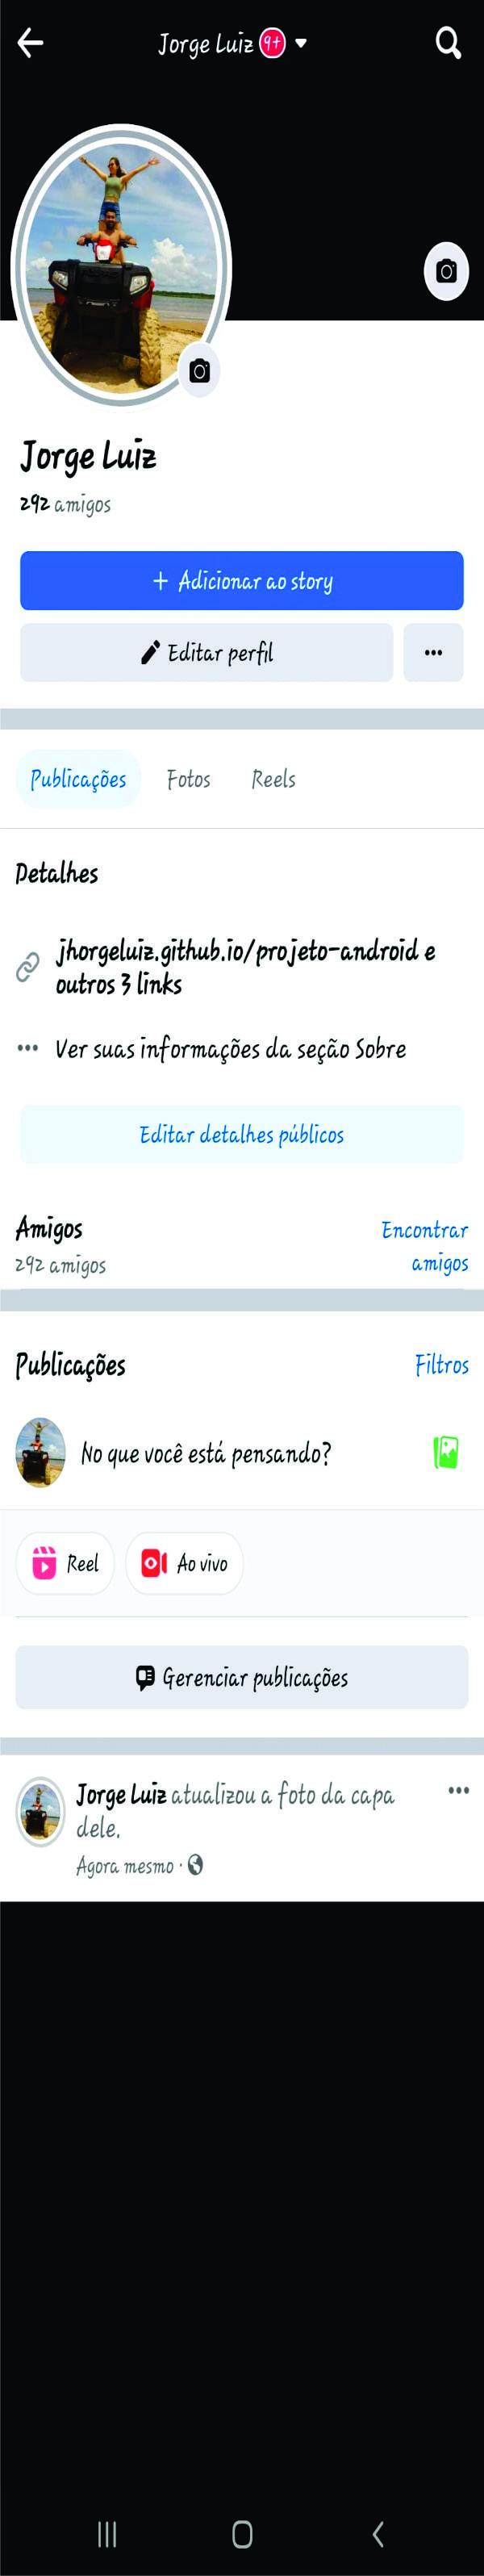 Jorge Luiz 9+
Jorge Luiz
292 amigos
+ Adicionar ao story
Editar perfil
Publicações Fotos Reels
Detalhes
jhorgeluiz.github.io/projeto-android e
outros 3 links
Ver suas informações da seção Sobre
Editar detalhes públicos
Amigos
292 amigos
Encontrar
amigos
Publicações Filtros
No que você está pensando?
Reel Ao vivo
Gerenciar publicações
Jorge Luiz atualizou a foto da capa
dele.
Agora mesmo ·